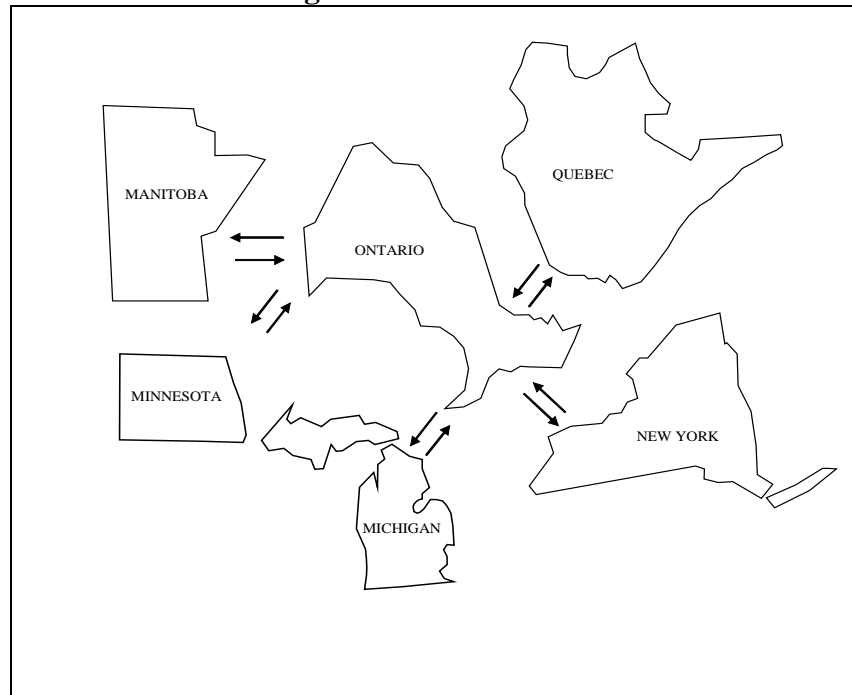 MANITOBA
QUEBEC
ONTARIO
MINNESOTA
NEW YORK
MICHIGAN